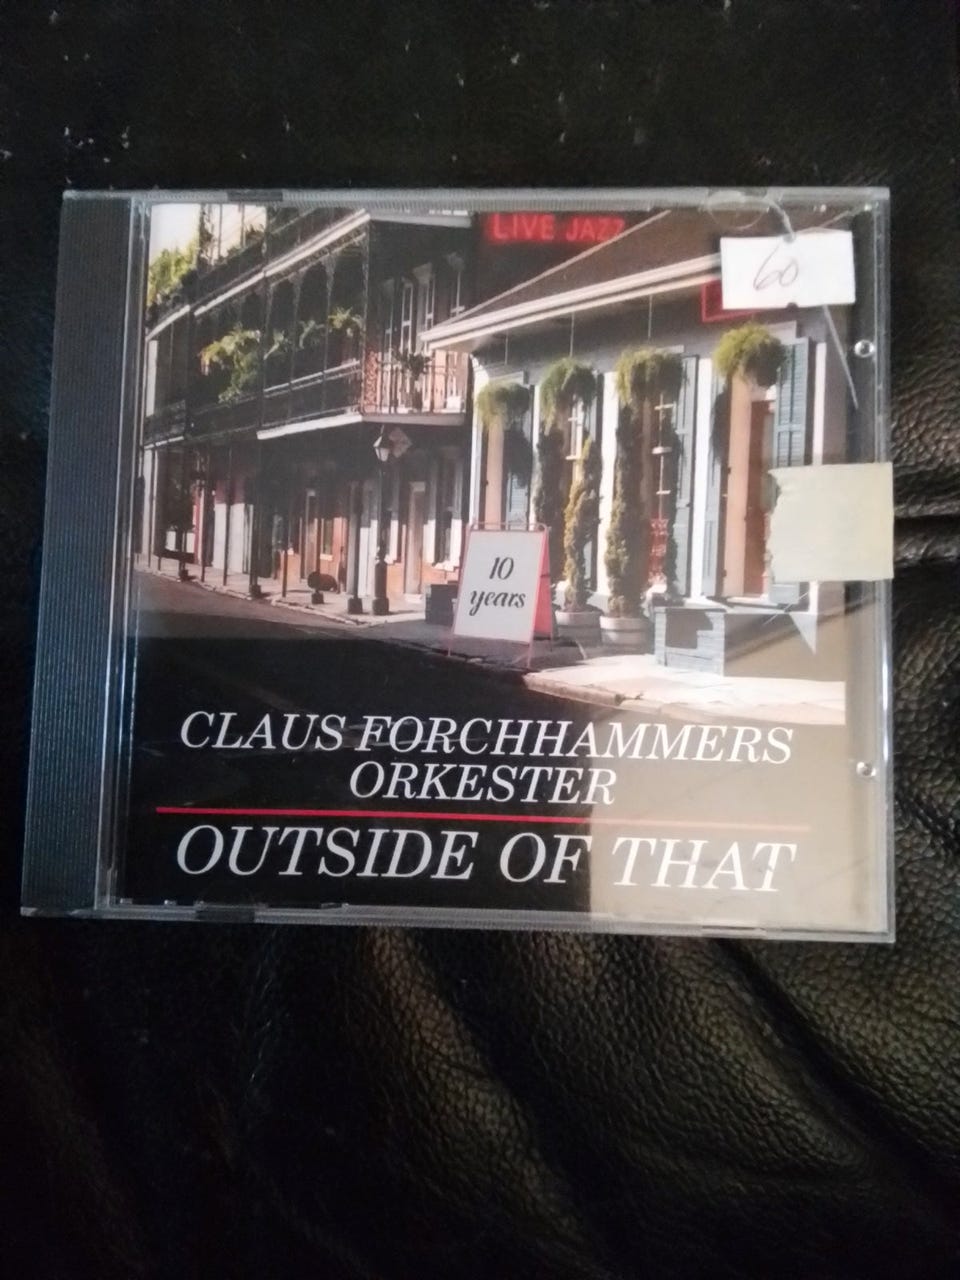 LIVE JAZZ
60
10
years
CLAUS FORCHHAMMERS
ORKESTER
OUTSIDE OF THAT